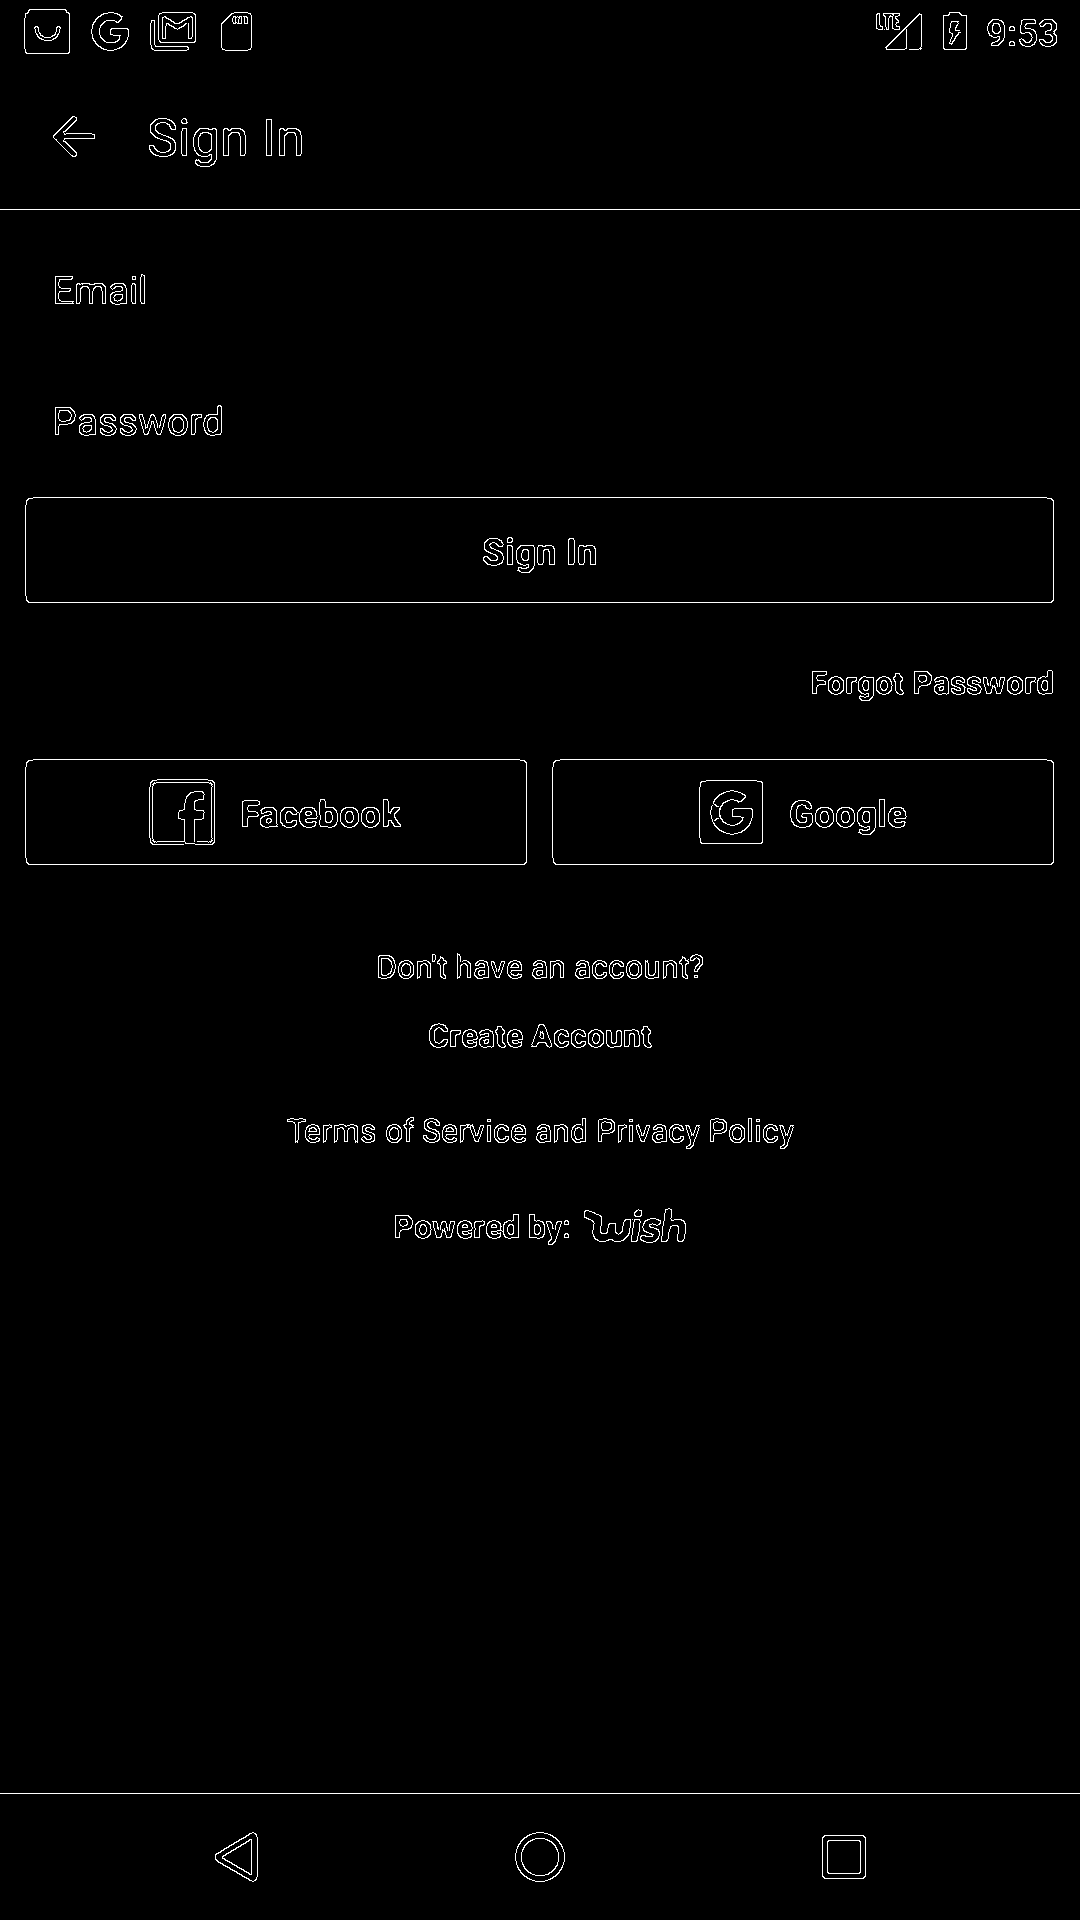 LTE 9:53
Sign In
Email
Password
Sign In
Forgot Password
Facebook Google
Don't have an account?
Create Account
Terms of Service and Privacy Policy
Powered by: wish